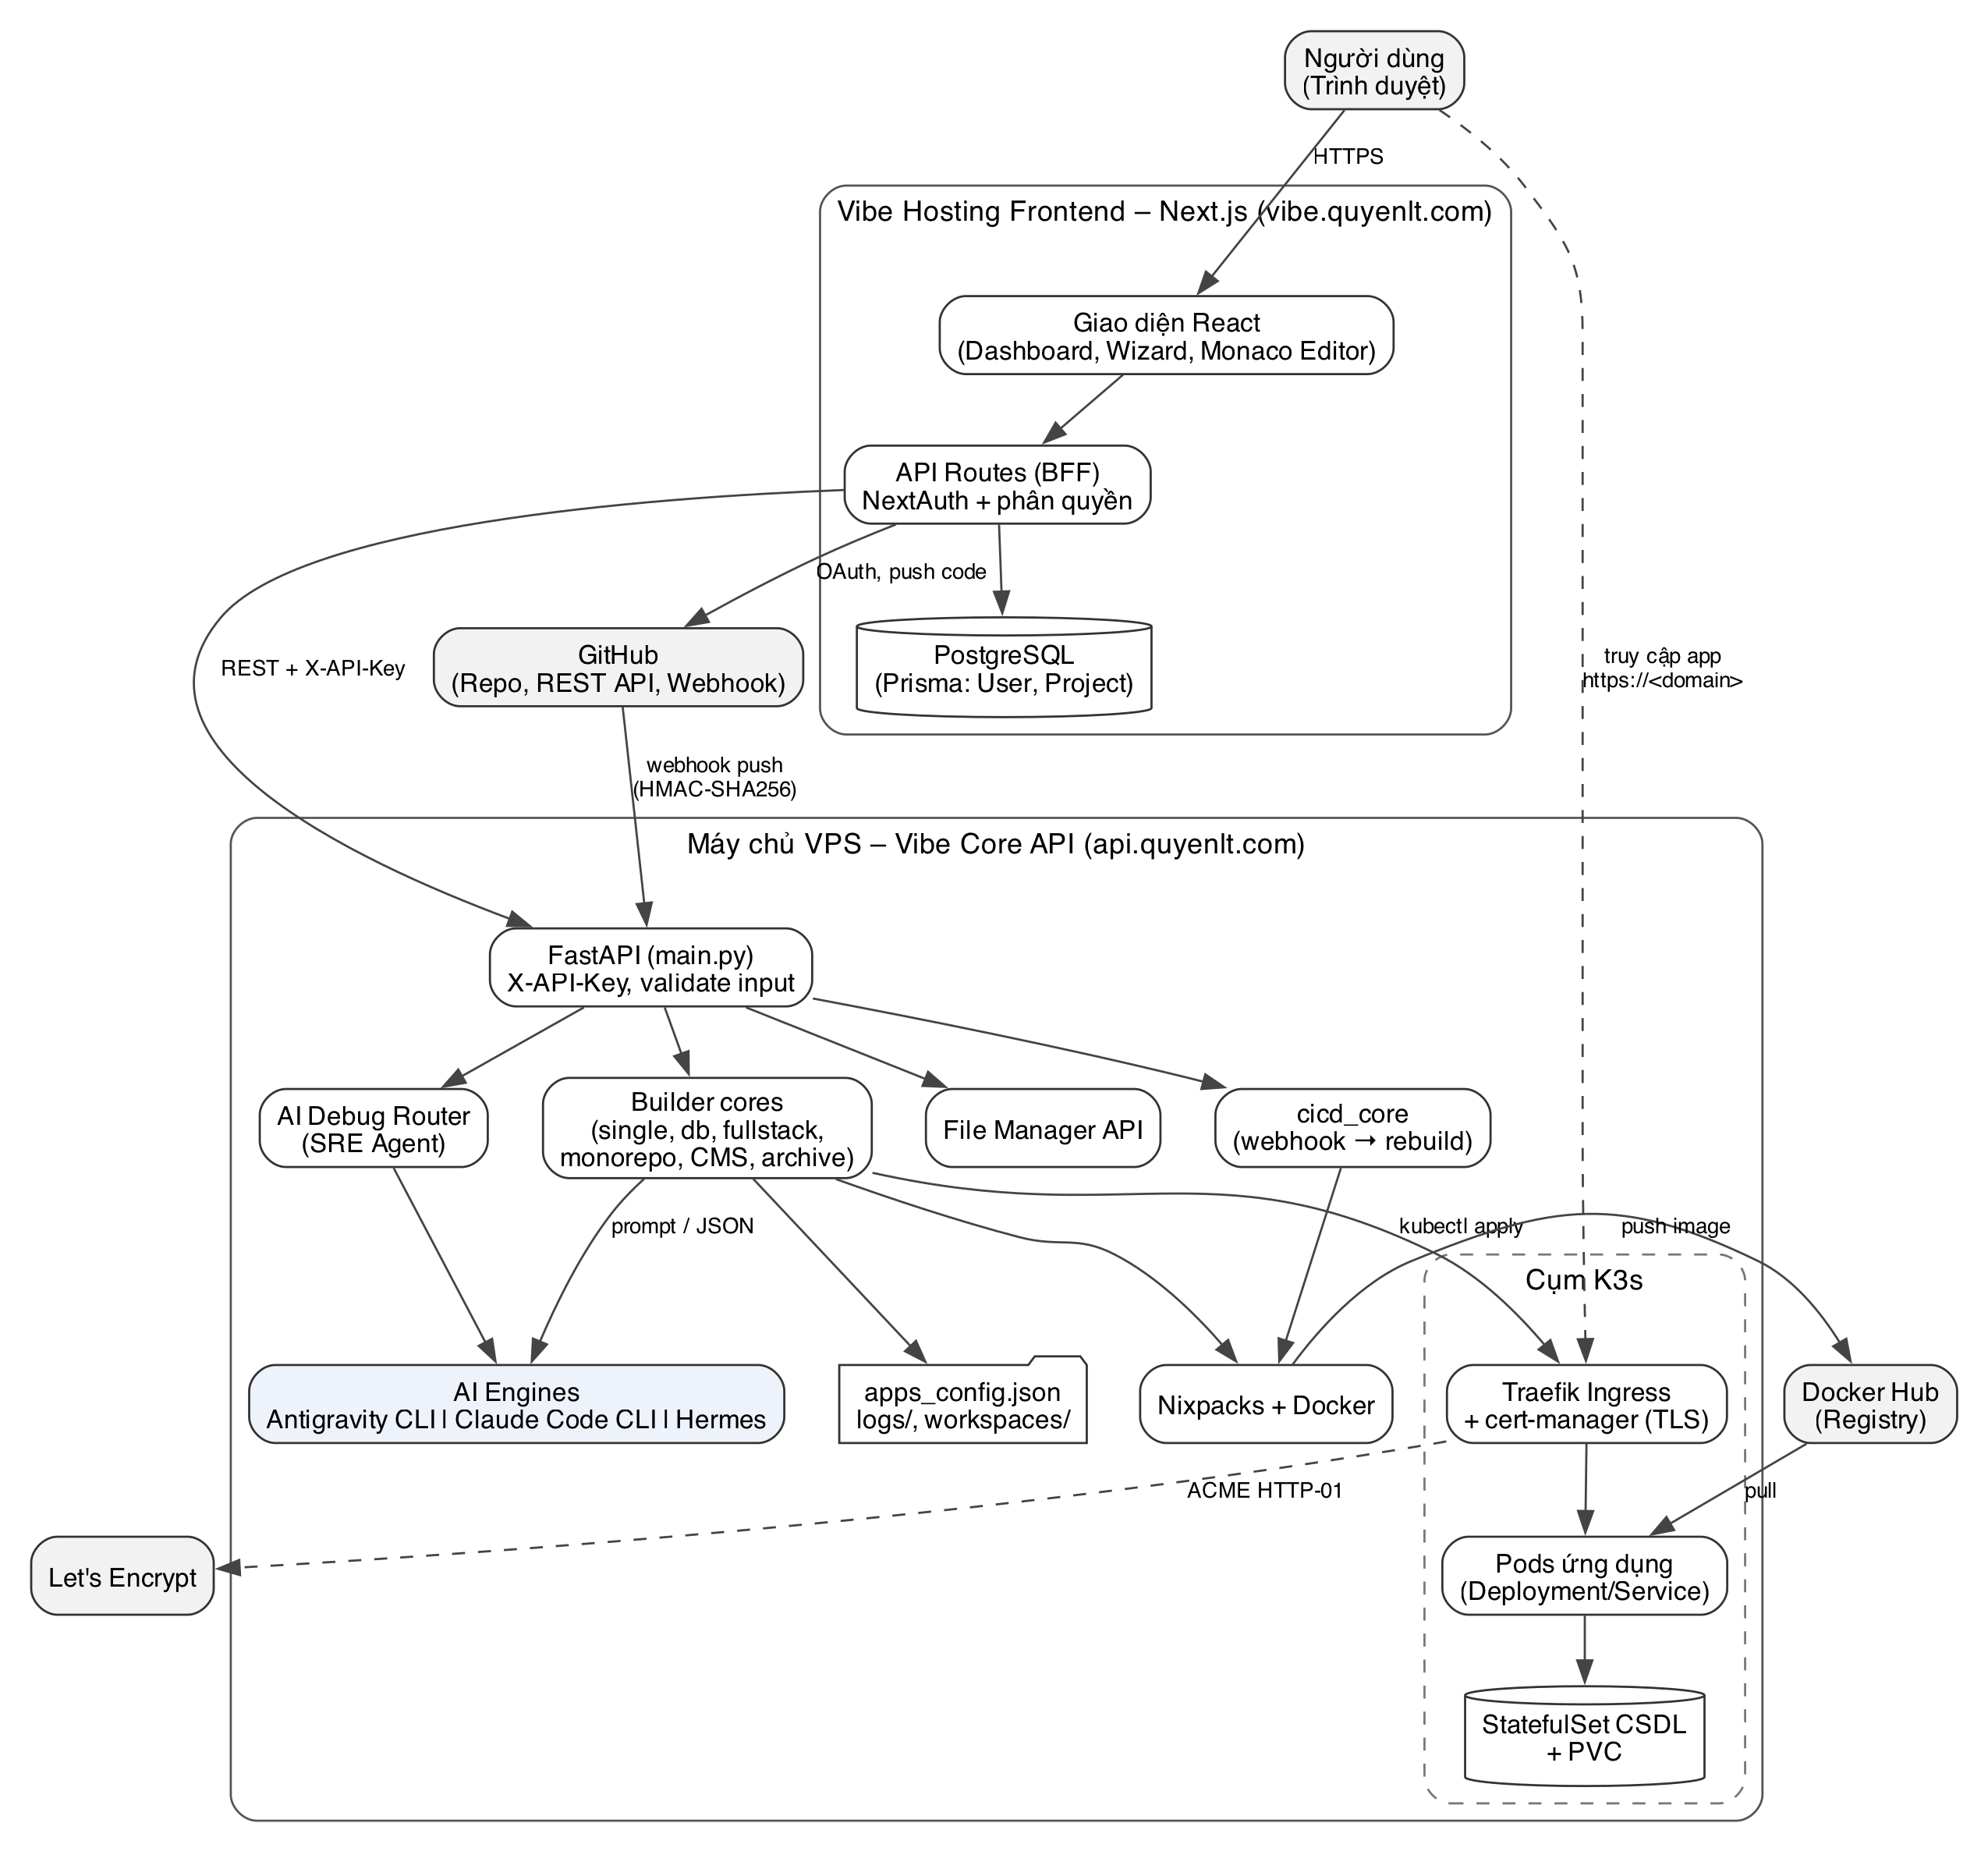 Người dùng
(Trình duyệt)
HTTPS
Vibe Hosting Frontend – Next.js (vibe.quyenlt.com)
Giao diện React
(Dashboard, Wizard, Monaco Editor)
API Routes (BFF)
NextAuth + phân quyền
OAuth, push code
REST + X-API-Key
GitHub
(Repo, REST API, Webhook)
PostgreSQL
(Prisma: User, Project)
truy cập app
https://<domain>
webhook push
(HMAC-SHA256)
Máy chủ VPS – Vibe Core API (api.quyenlt.com)
FastAPI (main.py)
X-API-Key, validate input
AI Debug Router
(SRE Agent)
Builder cores
(single, db, fullstack,
monorepo, CMS, archive)
File Manager API
cicd_core
(webhook → rebuild)
prompt / JSON
kubectl apply
push image
Cụm K3s
AI Engines
Antigravity CLI | Claude Code CLI | Hermes
apps_config.json
logs/, workspaces/
Nixpacks + Docker
Traefik Ingress
+ cert-manager (TLS)
Docker Hub
(Registry)
ACME HTTP-01
pull
Let's Encrypt
Pods ứng dụng
(Deployment/Service)
StatefulSet CSDL
+ PVC